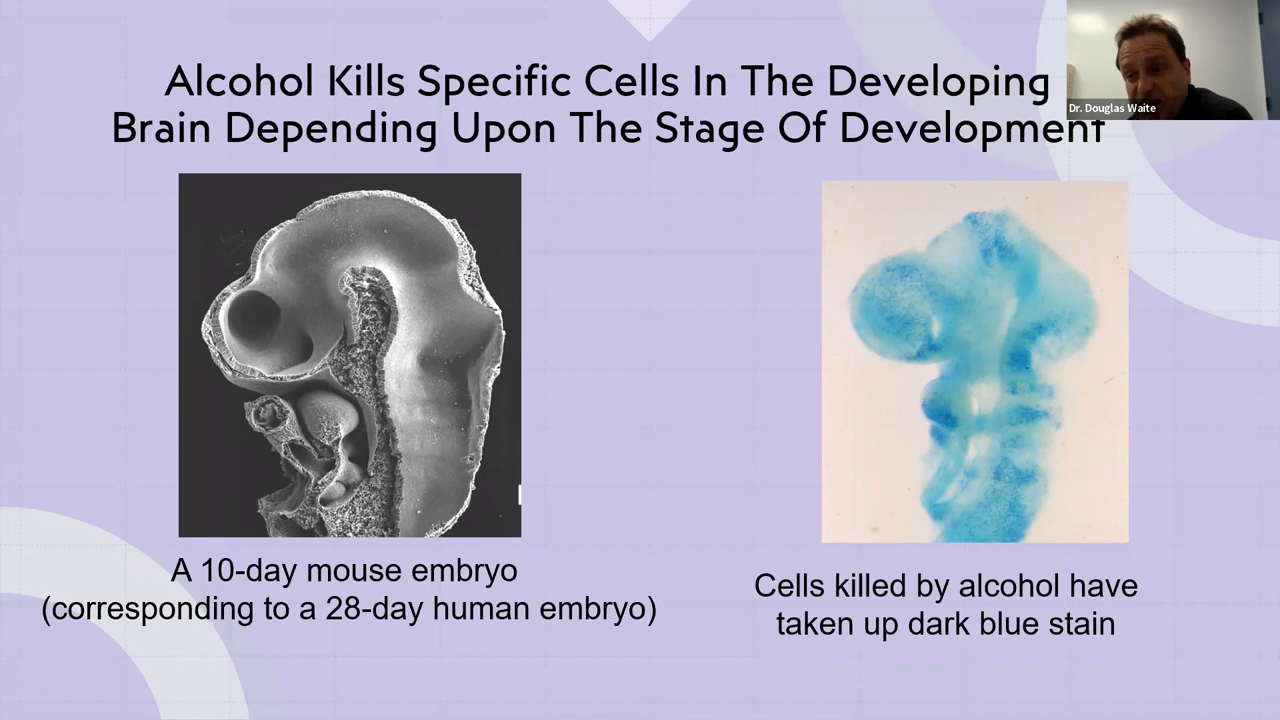 Alcohol Kills Specific Cells In The Developing
Brain Depending Upon The Stage Of Development
Dr. Douglas Waite
A 10-day mouse embryo
(corresponding to a 28-day human embryo)
Cells killed by alcohol have
taken up dark blue stain